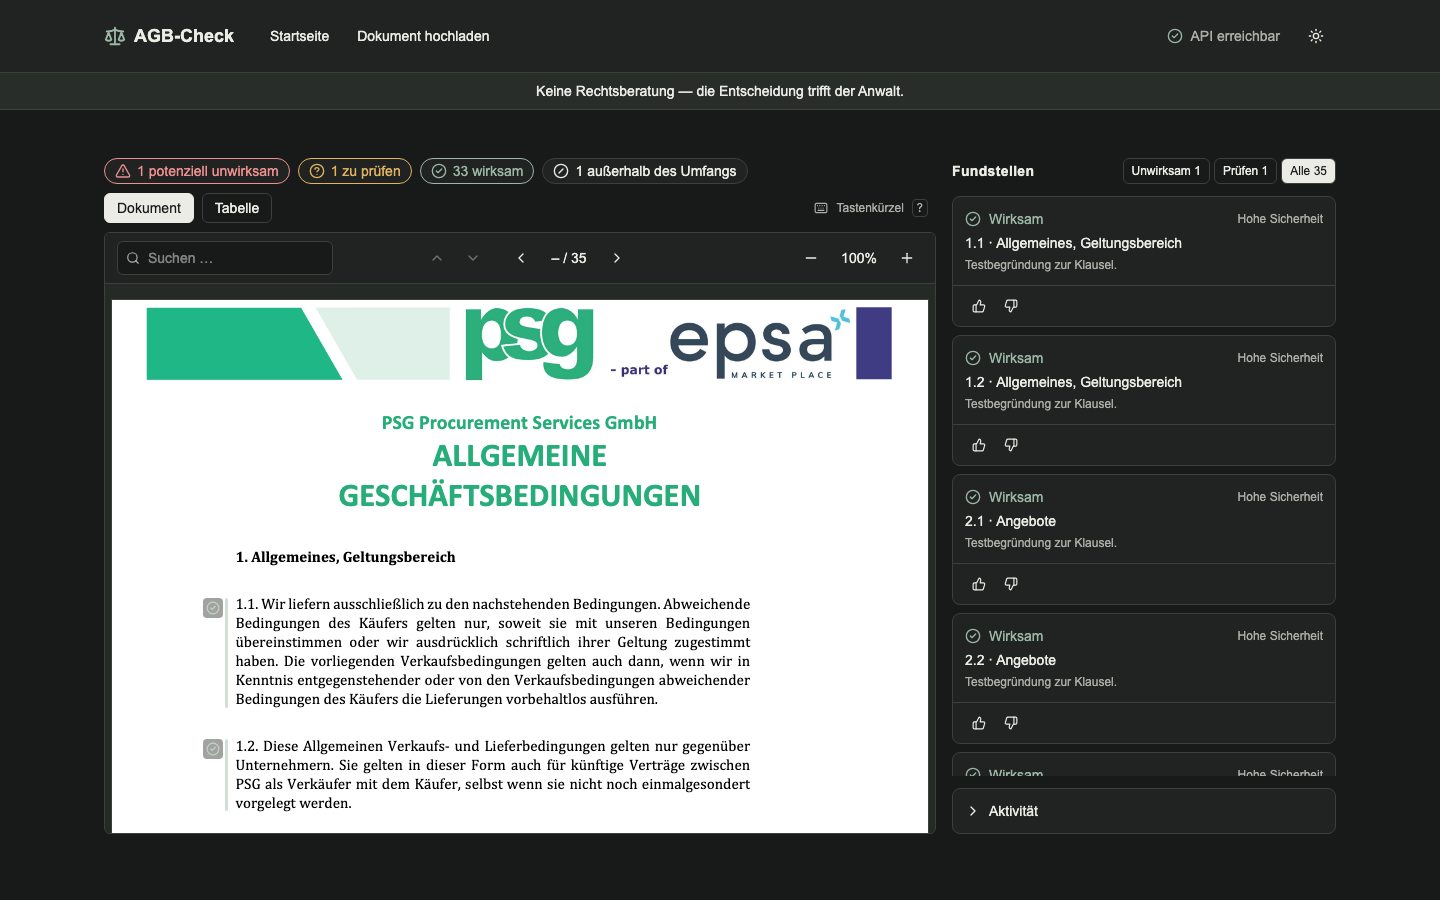 AGB-Check
Startseite
Dokument hochladen
API erreichbar
Keine Rechtsberatung — die Entscheidung trifft der Anwalt.
1 potenziell unwirksam
1 zu prüfen
33 wirksam
1 außerhalb des Umfangs
Dokument
Tabelle
Tastenkürzel ?
Suchen ...
– / 35
100%
psg
- part of
epsa
MARKET PLACE
PSG Procurement Services GmbH
ALLGEMEINE
GESCHÄFTSBEDINGUNGEN
1. Allgemeines, Geltungsbereich
1.1. Wir liefern ausschließlich zu den nachstehenden Bedingungen. Abweichende
Bedingungen des Käufers gelten nur, soweit sie mit unseren Bedingungen
übereinstimmen oder wir ausdrücklich schriftlich ihrer Geltung zugestimmt
haben. Die vorliegenden Verkaufsbedingungen gelten auch dann, wenn wir in
Kenntnis entgegenstehender oder von den Verkaufsbedingungen abweichender
Bedingungen des Käufers die Lieferungen vorbehaltlos ausführen.
1.2. Diese Allgemeinen Verkaufs- und Lieferbedingungen gelten nur gegenüber
Unternehmern. Sie gelten in dieser Form auch für künftige Verträge zwischen
PSG als Verkäufer mit dem Käufer, selbst wenn sie nicht noch einmalgesondert
vorgelegt werden.
Fundstellen
Unwirksam 1
Prüfen 1
Alle 35
Wirksam
Hohe Sicherheit
1.1 · Allgemeines, Geltungsbereich
Testbegründung zur Klausel.
Wirksam
Hohe Sicherheit
1.2 · Allgemeines, Geltungsbereich
Testbegründung zur Klausel.
Wirksam
Hohe Sicherheit
2.1 · Angebote
Testbegründung zur Klausel.
Wirksam
Hohe Sicherheit
2.2 · Angebote
Testbegründung zur Klausel.
Wirksam
Hohe Sicherheit
Aktivität